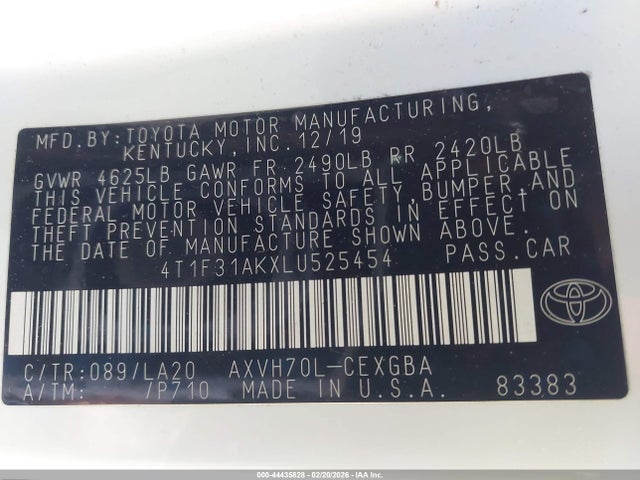 MFD.BY:TOYOTA MOTOR MANUFACTURING,
KENTUCKY,INC.12/19
GVWR 4625LB GAWR FR 2490LB RR 2420LB
THIS VEHICLE CONFORMS TO ALL APPLICABLE
FEDERAL MOTOR VEHICLE SAFETY,BUMPER,AND
THEFT PREVENTION STANDARDS IN EFFECT ON
THE DATE OF MANUFACTURE SHOWN ABOVE.
4T1F31AKXLU525454 PASS.CAR
C/TR:089/LA20 AXVH70L-CEXGBA
A/TM: /P710 MADE IN U.S.A. 83383
000-44435828 - 02/20/2026 - IAA Inc.